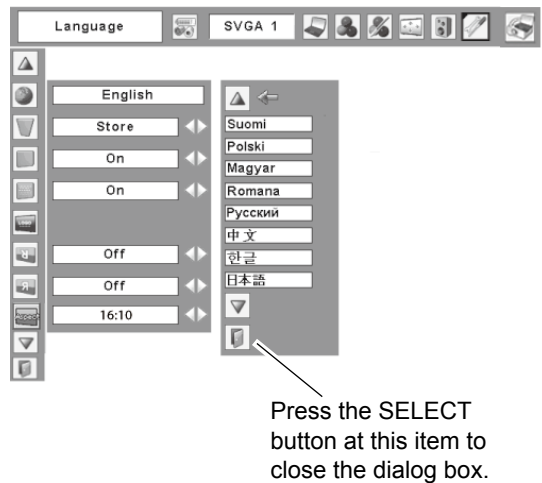 Language
SVGA 1
English
Store
On
On
Off
Off
16:10
Suomi
Polski
Magyar
Romana
Русский
中文
한글
日本語
Press the SELECT
button at this item to
close the dialog box.